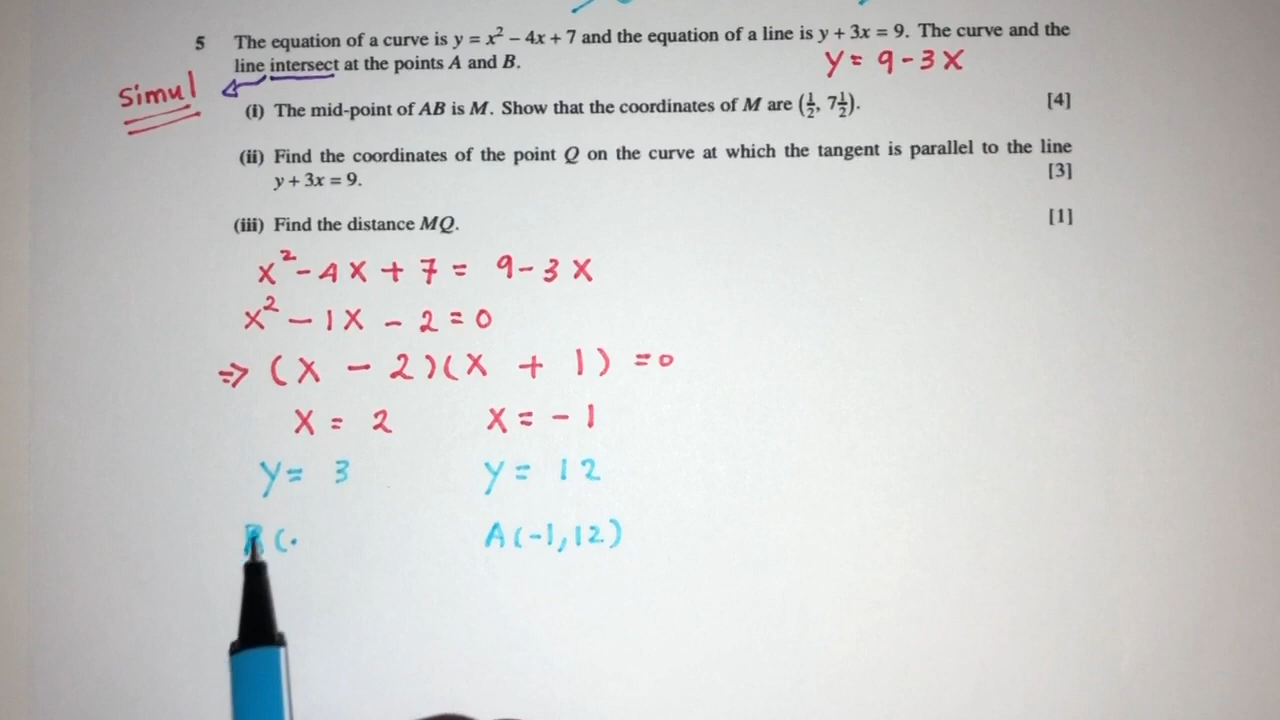 5 The equation of a curve is y = x² – 4x + 7 and the equation of a line is y + 3x = 9. The curve and the
line intersect at the points A and B.
y = 9 - 3x
Simul
(i) The mid-point of AB is M. Show that the coordinates of M are (½, 7½). [4]
(ii) Find the coordinates of the point Q on the curve at which the tangent is parallel to the line
y + 3x = 9. [3]
(iii) Find the distance MQ. [1]
x² - 4x + 7 = 9 - 3x
x² - 1x - 2 = 0
⇒ (x - 2)(x + 1) = 0
x = 2 x = -1
y = 3 y = 12
( A(-1, 12)